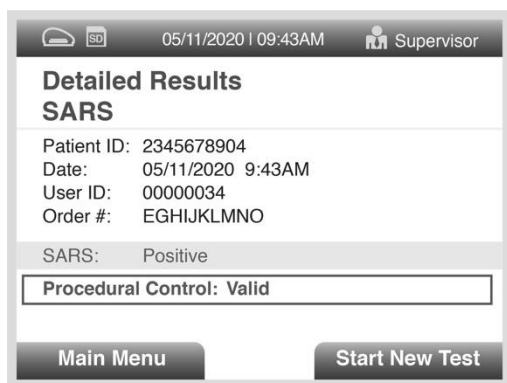 SD 05/11/2020 | 09:43AM Supervisor
Detailed Results
SARS
Patient ID: 2345678904
Date: 05/11/2020 9:43AM
User ID: 00000034
Order #: EGHIJKLMNO
SARS: Positive
Procedural Control: Valid
Main Menu Start New Test